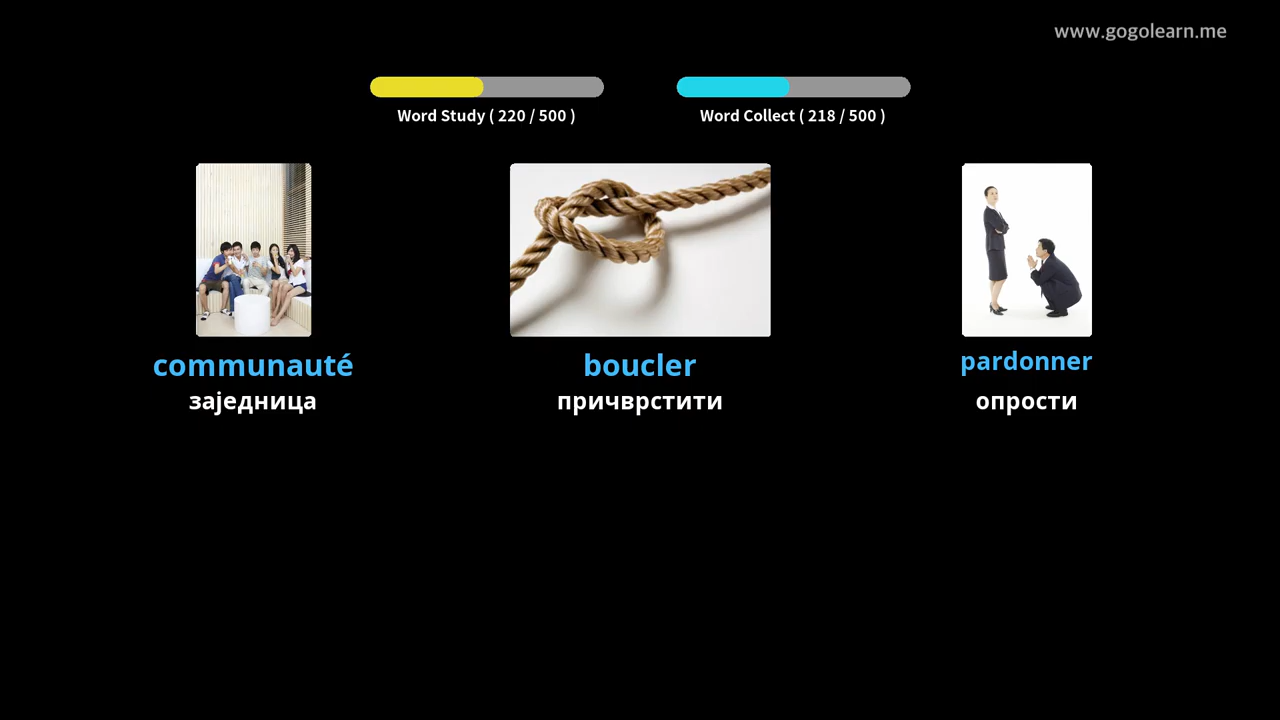 www.gogolearn.me
Word Study ( 220 / 500 )
Word Collect ( 218 / 500 )
communauté
boucler
pardonner
заједница
причврстити
опрости